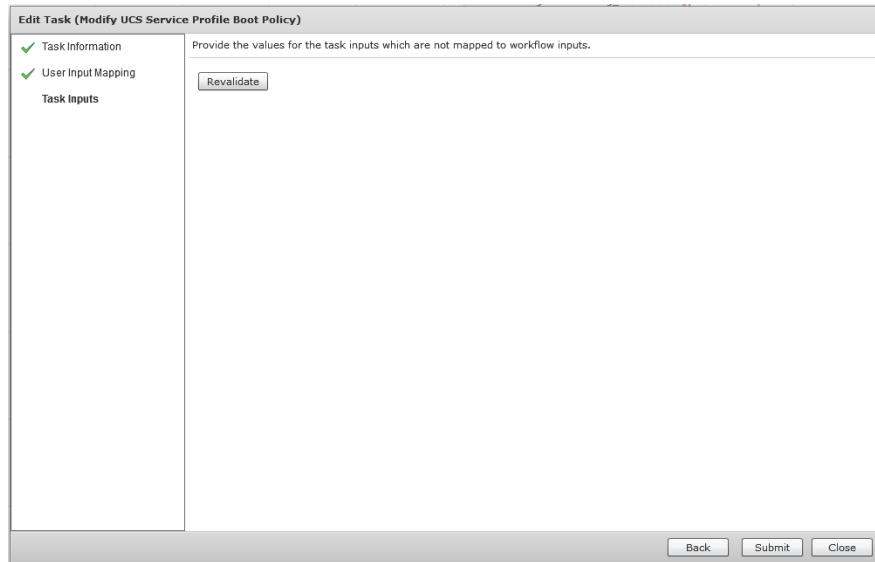 Edit Task (Modify UCS Service Profile Boot Policy)
Task Information
User Input Mapping
Task Inputs
Provide the values for the task inputs which are not mapped to workflow inputs.
Revalidate
Back Submit Close